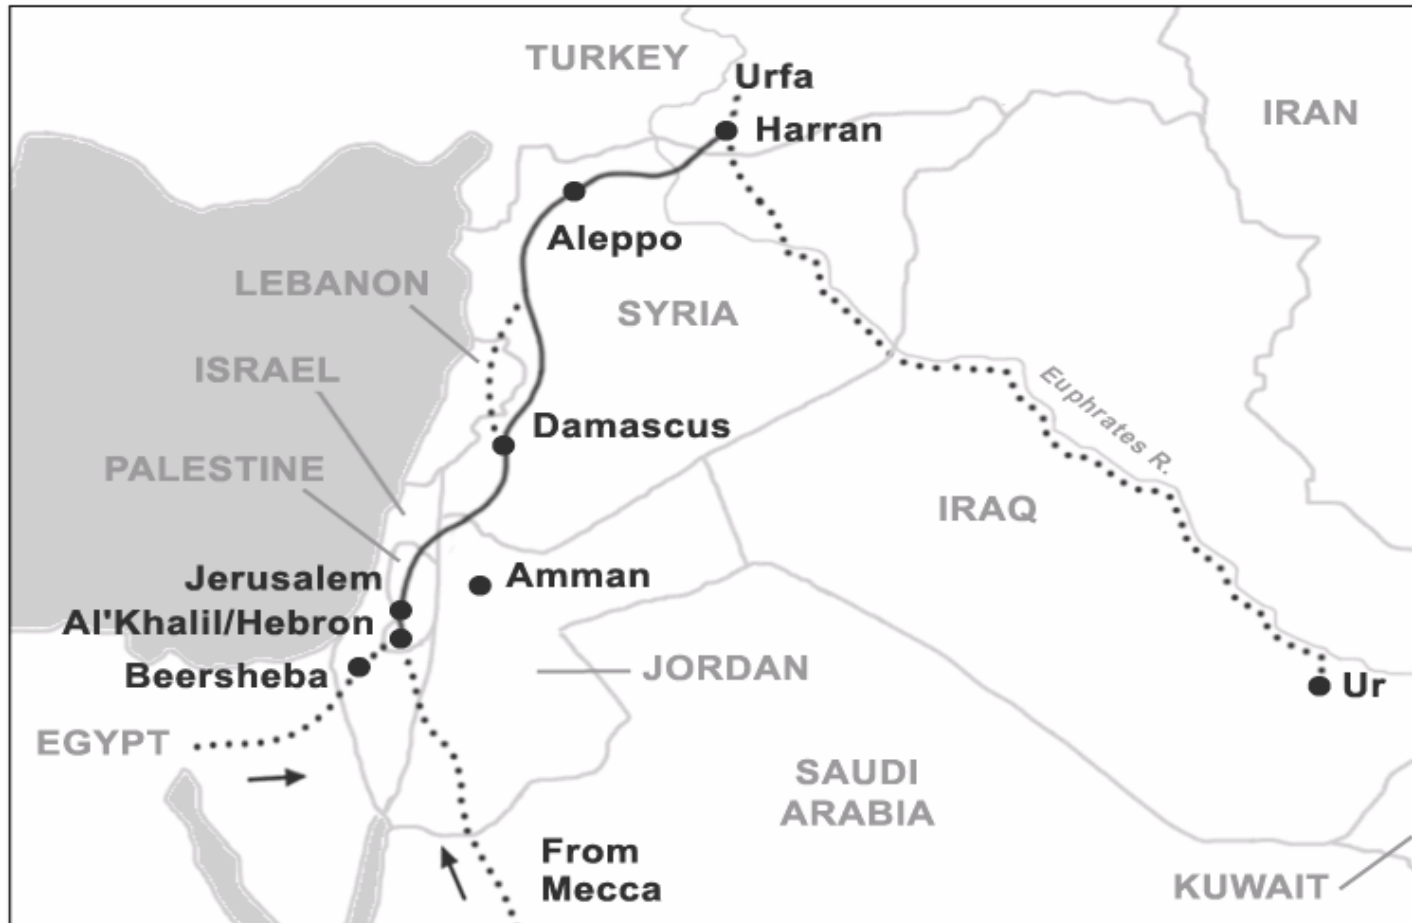 TURKEY
Urfa
IRAN
Harran
Aleppo
LEBANON
SYRIA
ISRAEL
Euphrates R.
Damascus
PALESTINE
IRAQ
Jerusalem
Amman
Al'Khalil/Hebron
Beersheba
JORDAN
Ur
EGYPT
SAUDI
ARABIA
From
Mecca
KUWAIT